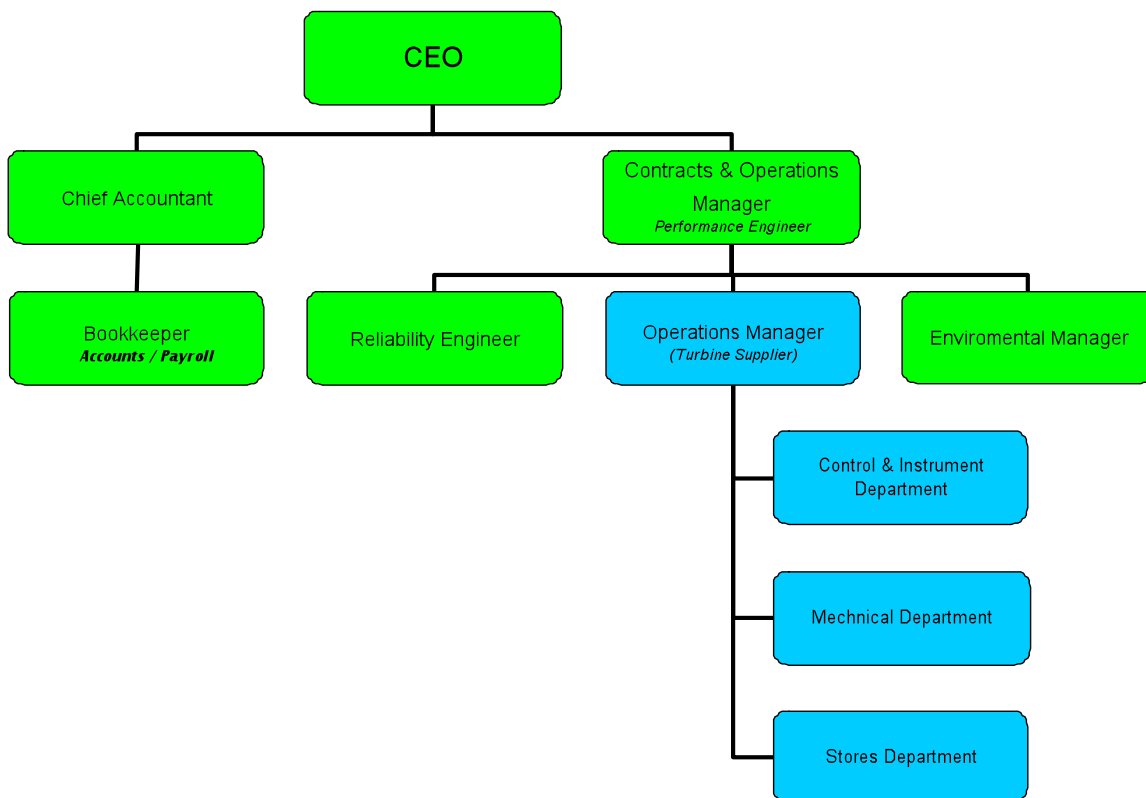 CEO
Chief Accountant
Contracts & Operations
Manager
Performance Engineer
Bookkeeper
Accounts / Payroll
Reliability Engineer
Operations Manager
(Turbine Supplier)
Enviromental Manager
Control & Instrument
Department
Mechnical Department
Stores Department